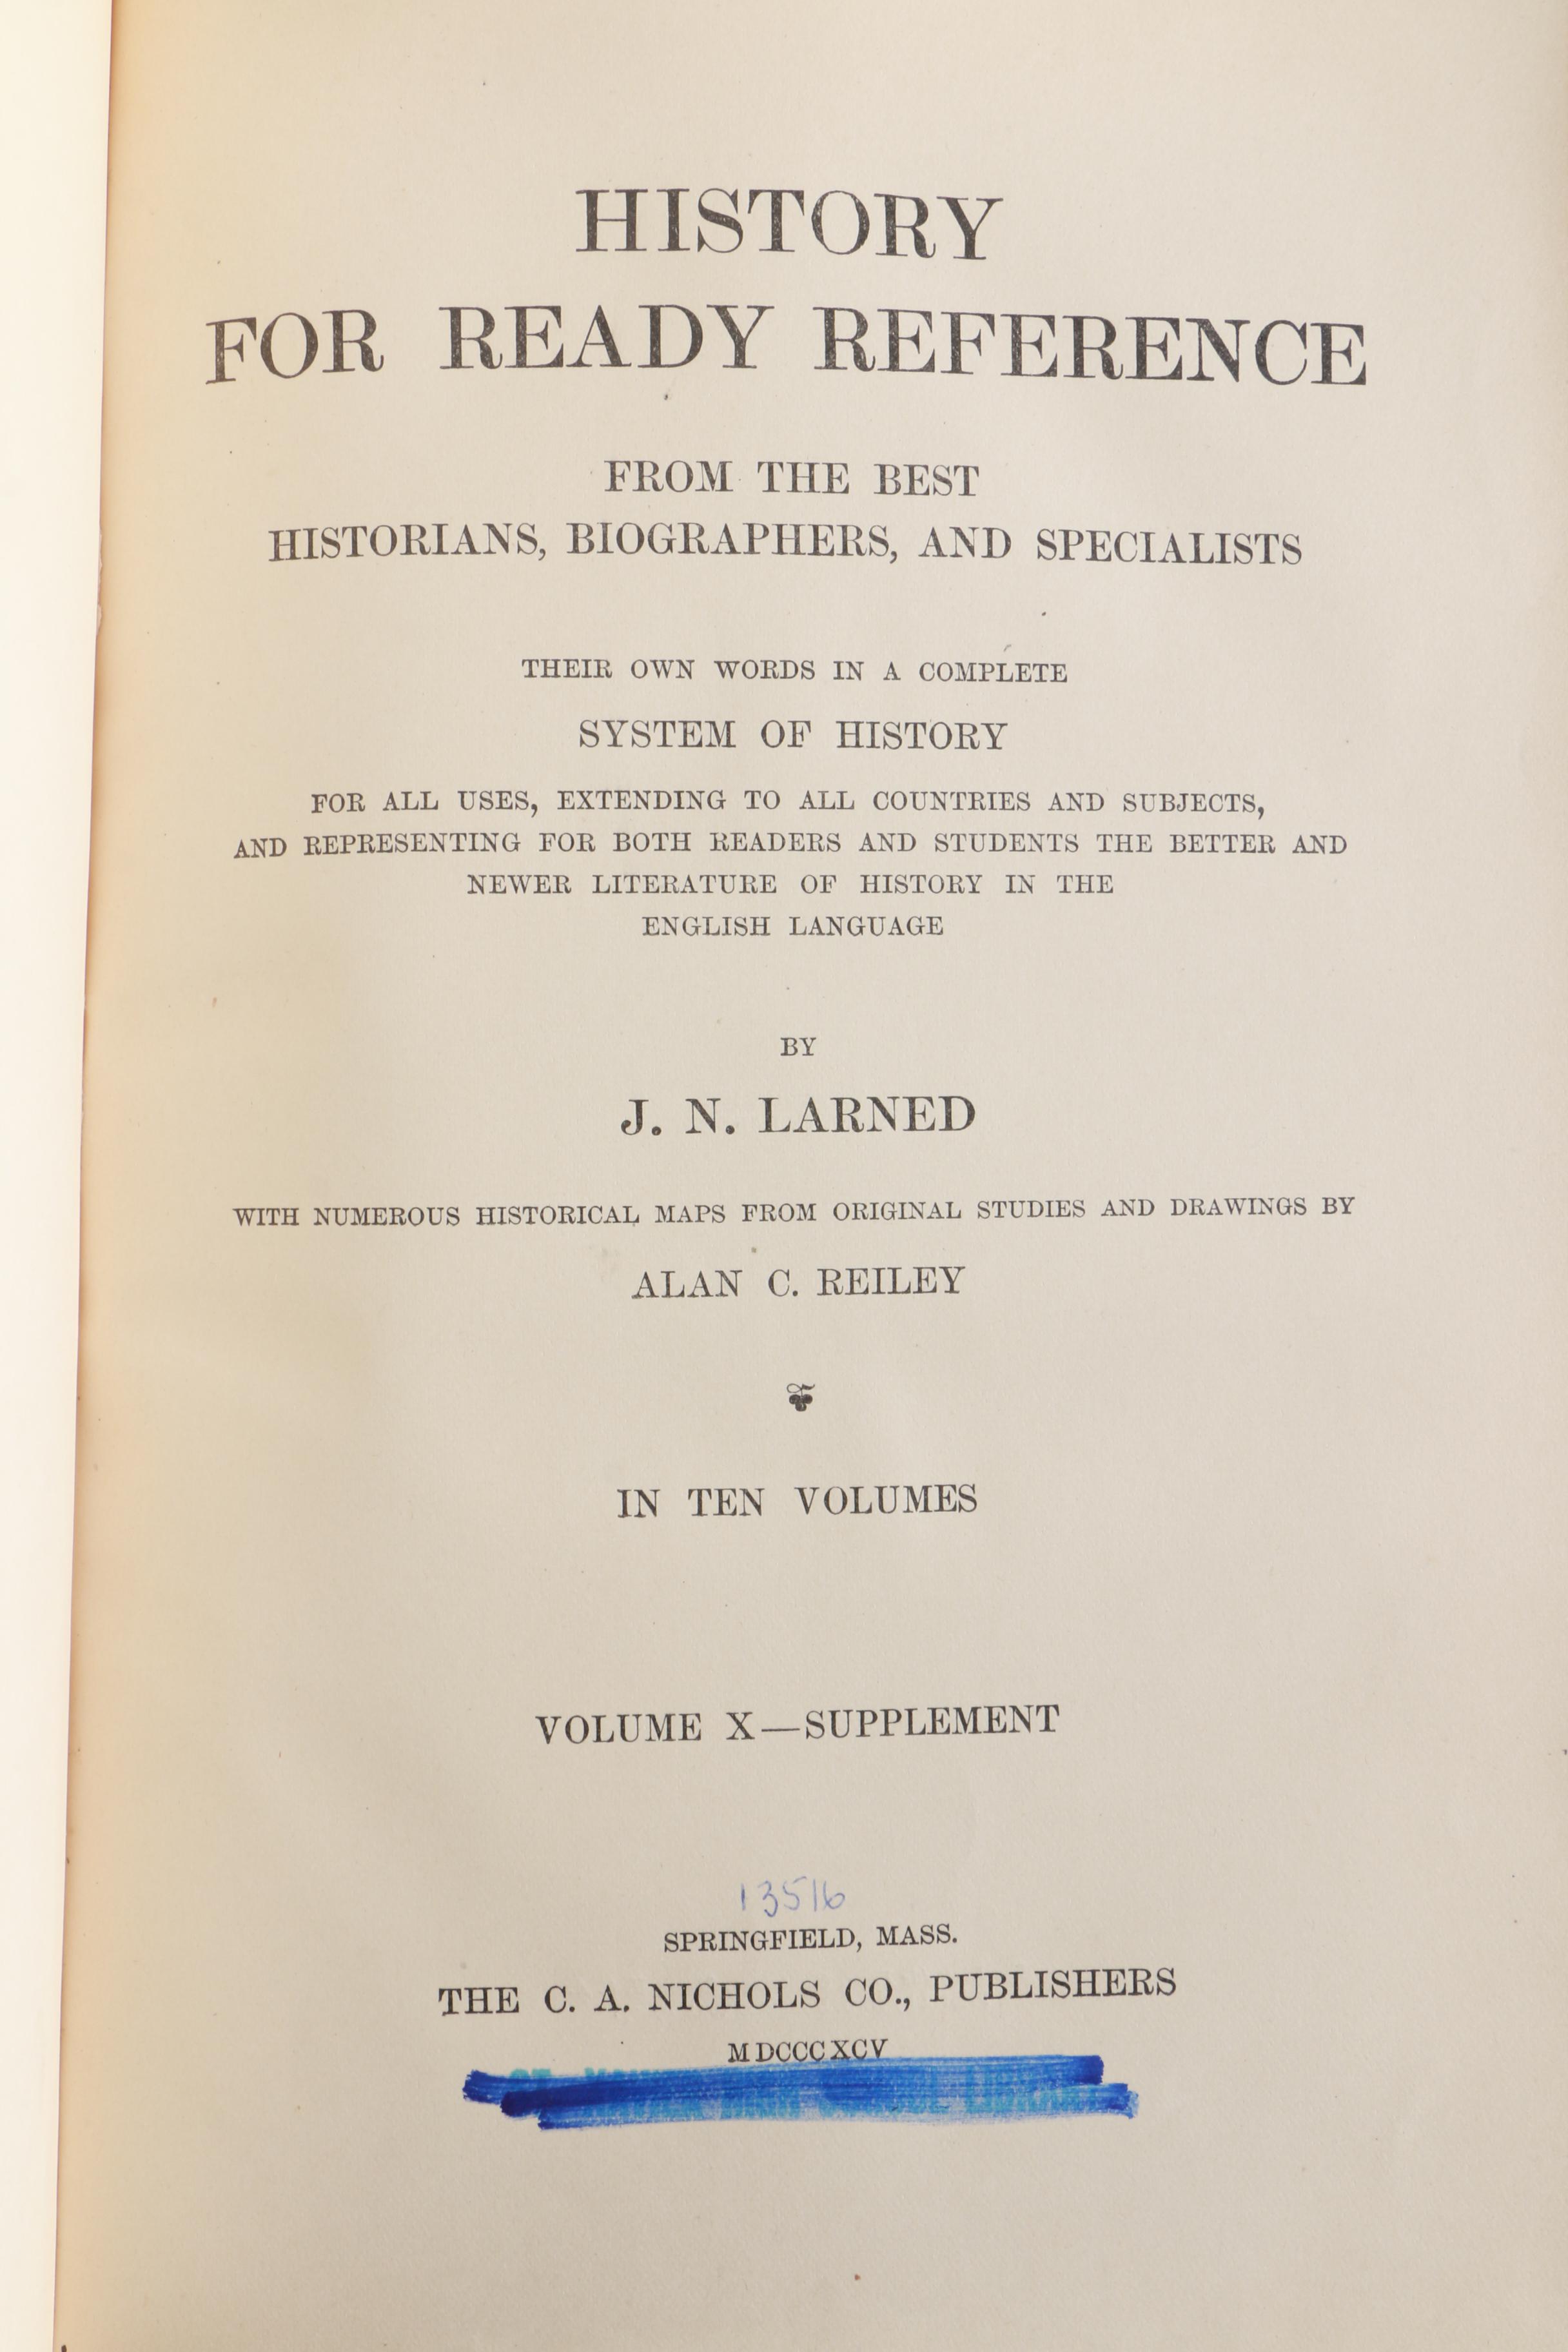 HISTORY
FOR READY REFERENCE
FROM THE BEST
HISTORIANS, BIOGRAPHERS, AND SPECIALISTS
THEIR OWN WORDS IN A COMPLETE
SYSTEM OF HISTORY
FOR ALL USES, EXTENDING TO ALL COUNTRIES AND SUBJECTS,
AND REPRESENTING FOR BOTH READERS AND STUDENTS THE BETTER AND
NEWER LITERATURE OF HISTORY IN THE
ENGLISH LANGUAGE
BY
J. N. LARNED
WITH NUMEROUS HISTORICAL MAPS FROM ORIGINAL STUDIES AND DRAWINGS BY
ALAN C. REILEY
IN TEN VOLUMES
VOLUME X—SUPPLEMENT
13516
SPRINGFIELD, MASS.
THE C. A. NICHOLS CO., PUBLISHERS
MDCCCXCV